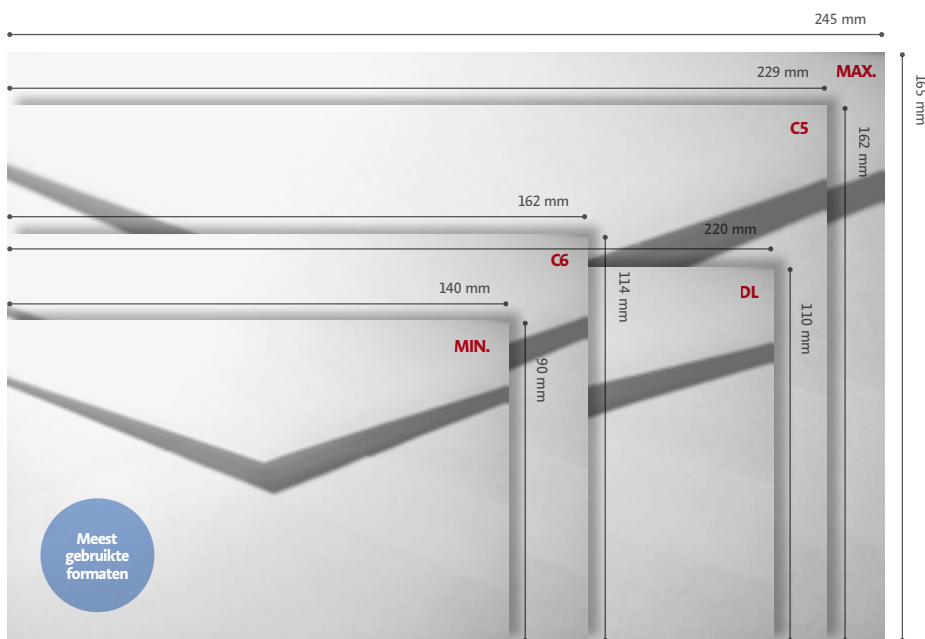 245 mm
MAX.
229 mm
165 mm
C5
162 mm
162 mm
220 mm
C6
114 mm
140 mm
DL
110 mm
MIN.
90 mm
Meest
gebruikte
formaten